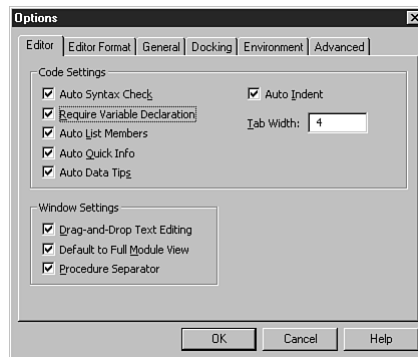 Options
Editor Editor Format General Docking Environment Advanced
Code Settings
Auto Syntax Check
Require Variable Declaration
Auto List Members
Auto Quick Info
Auto Data Tips
Auto Indent
Tab Width: 4
Window Settings
Drag-and-Drop Text Editing
Default to Full Module View
Procedure Separator
OK Cancel Help